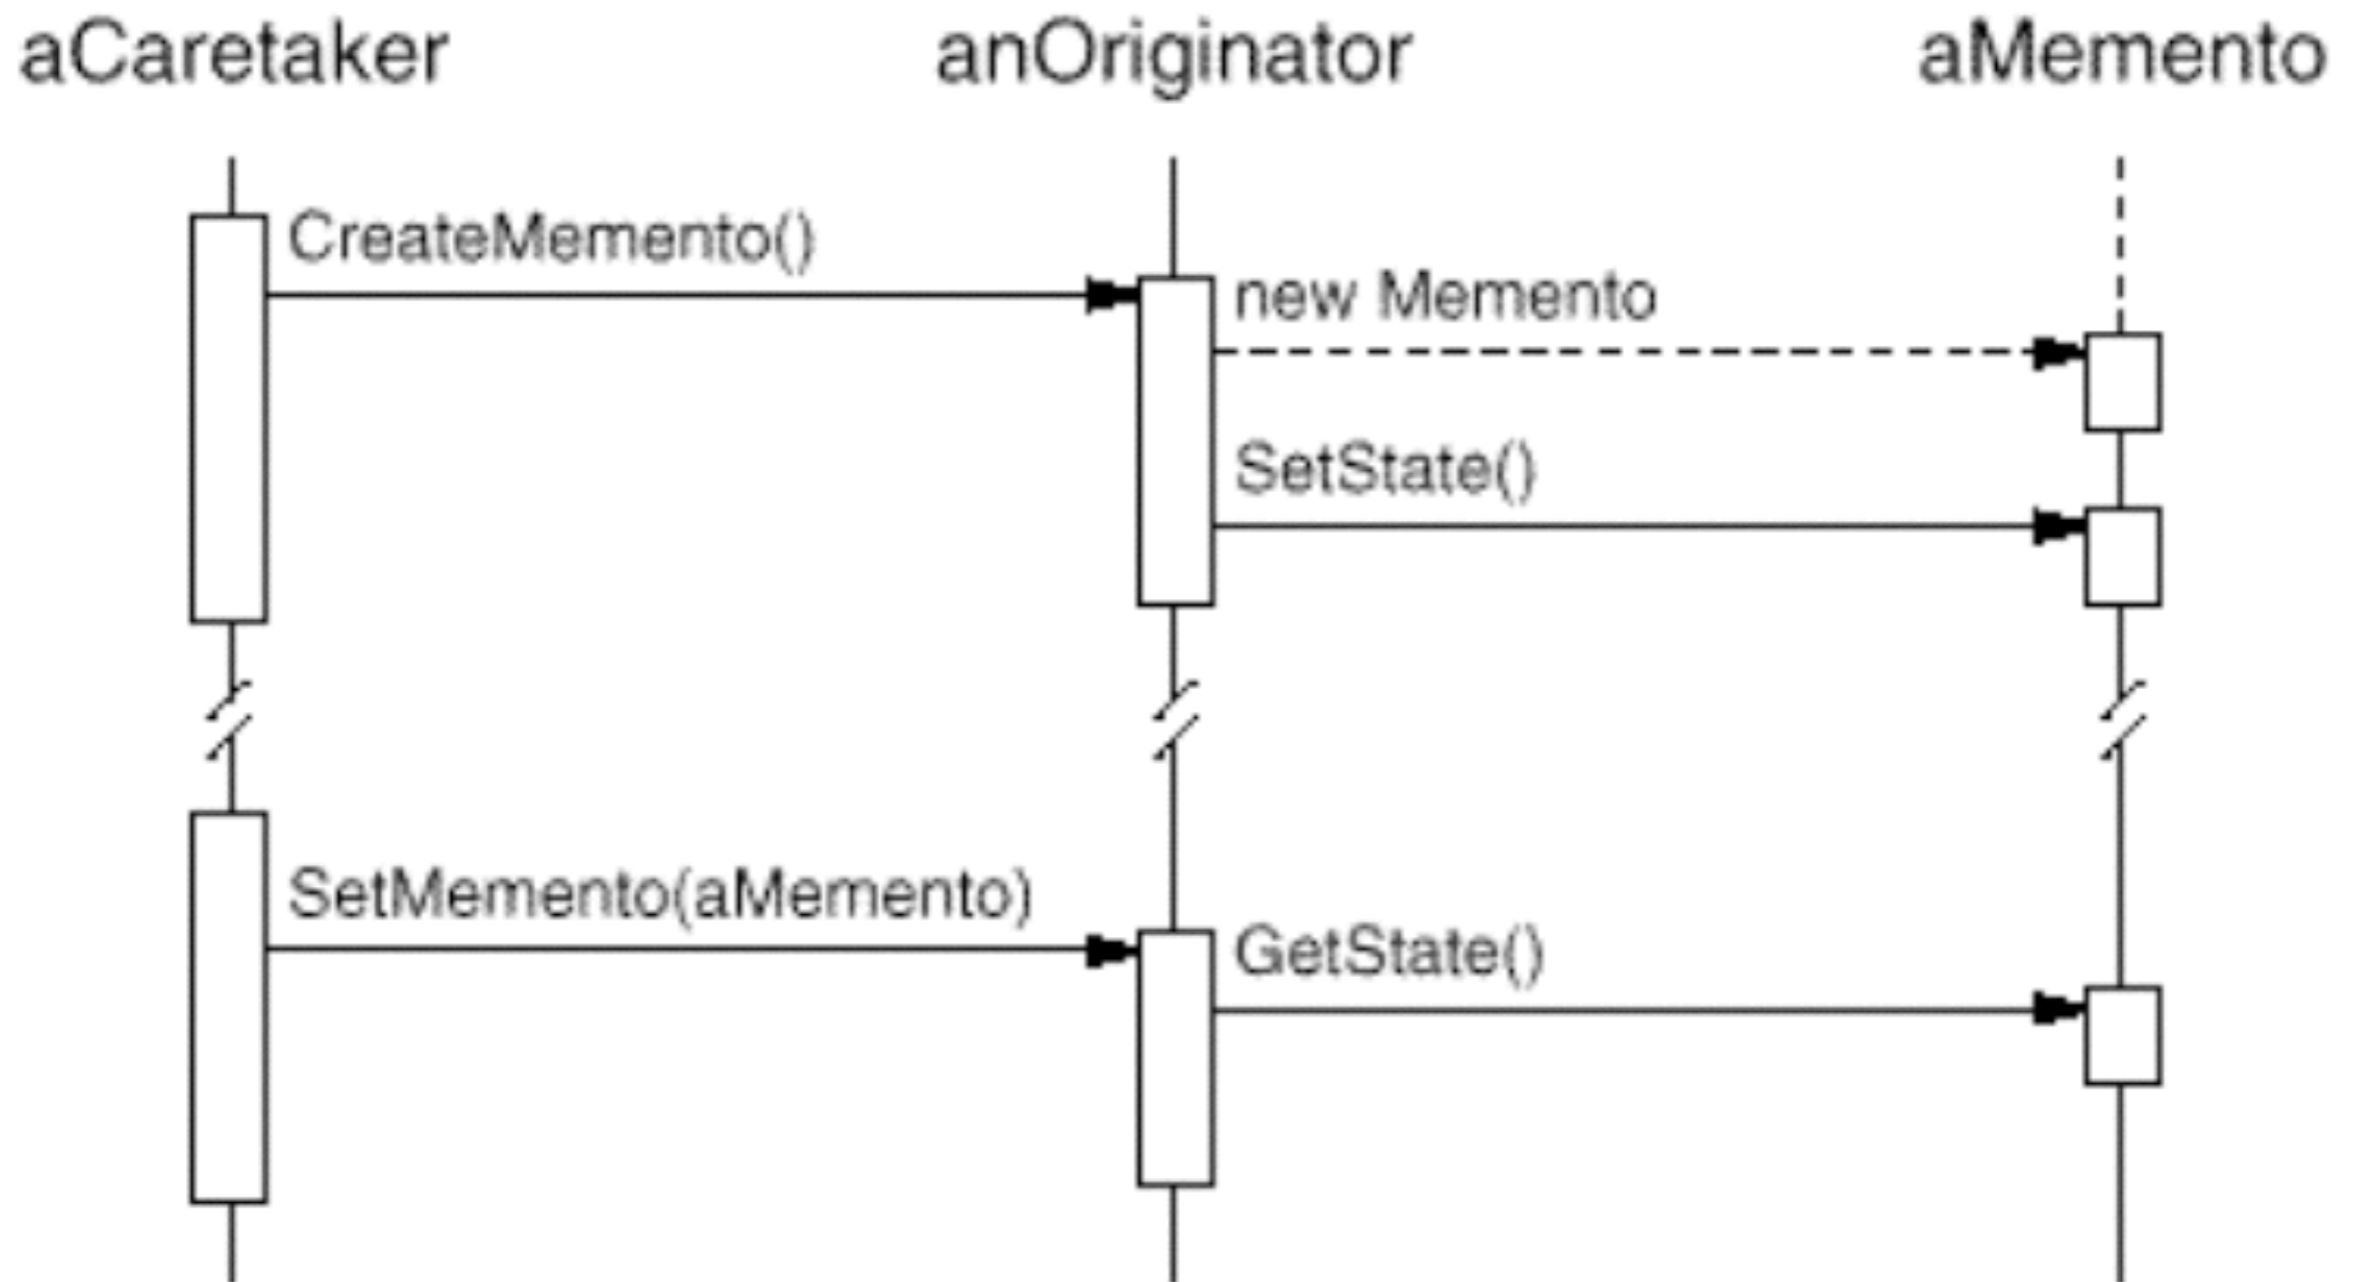 aCaretaker
anOriginator
aMemento
CreateMemento()
new Memento
SetState()
SetMemento(aMemento)
GetState()